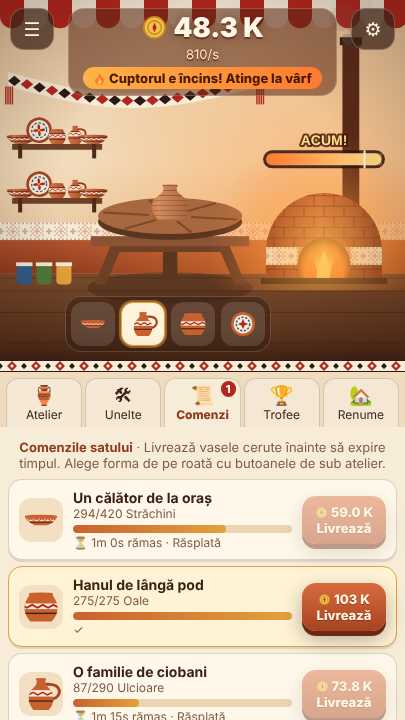 48.3 K
810/s
Cuptorul e încins! Atinge la vârf
ACUM!
Atelier
Unelte
1
Comenzi
Trofee
Renume
Comenzile satului · Livrează vasele cerute înainte să expire
timpul. Alege forma de pe roată cu butoanele de sub atelier.
Un călător de la oraș
294/420 Străchini
1m 0s rămas · Răsplată
59.0 K
Livrează
Hanul de lângă pod
275/275 Oale
✓
103 K
Livrează
O familie de ciobani
87/290 Ulcioare
1m 15s rămas · Răsplată
73.8 K
Livrează